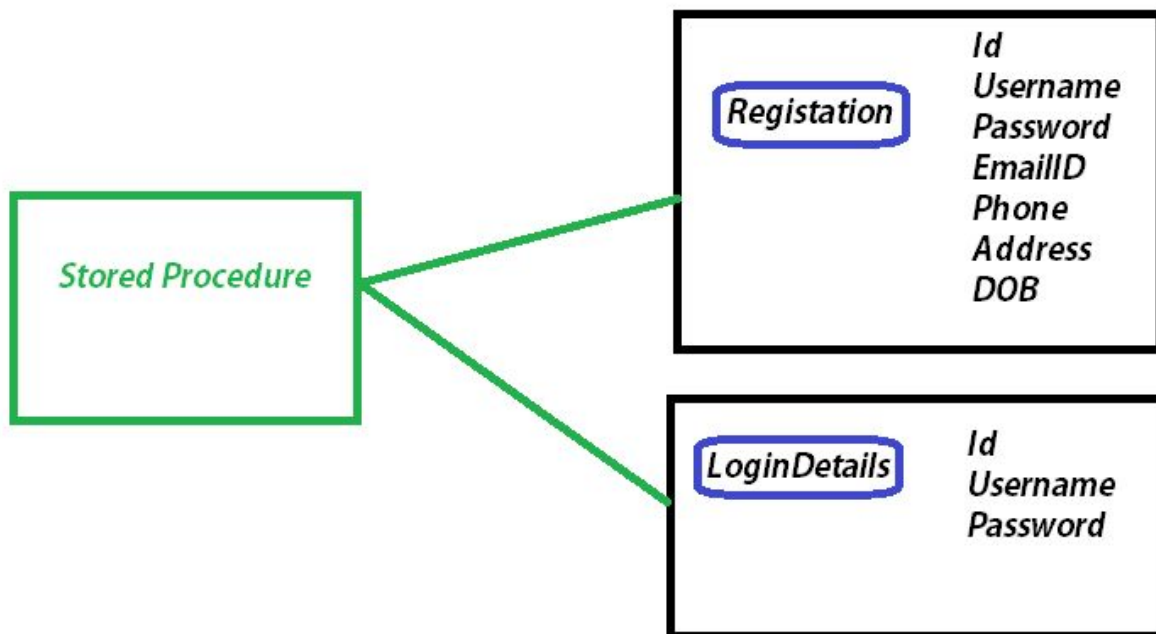 Stored Procedure
Registation
Id
Username
Password
EmailID
Phone
Address
DOB
LoginDetails
Id
Username
Password